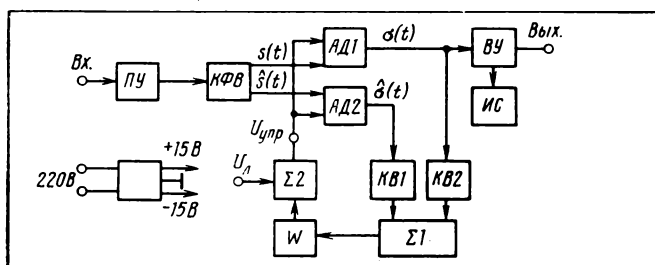 Вх.
ПУ
КФВ
s(t)
ŝ(t)
АД1
σ(t)
АД2
σ̂(t)
ВУ
Вых.
ИС
Uупр
Uл
Σ2
КВ1
КВ2
W
Σ1
220В
+15В
-15В